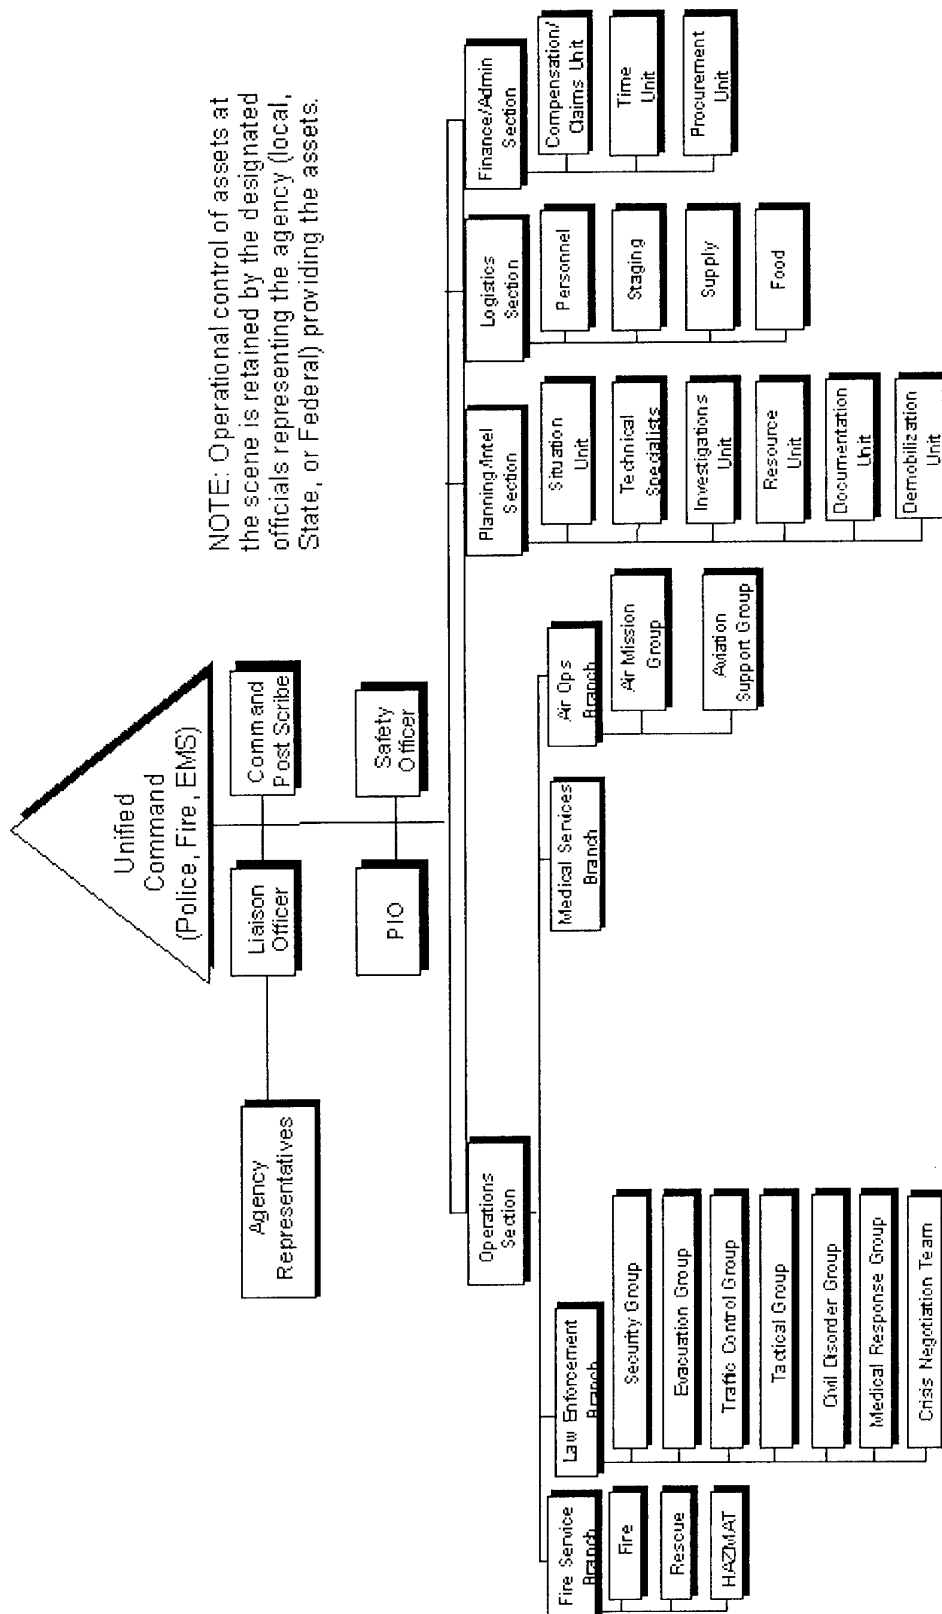 Unified
Command
(Police, Fire, EMS)
NOTE: Operational control of assets at
the scene is retained by the designated
officials representing the agency (local,
State, or Federal) providing the assets.
Agency
Representatives
Liaison
Officer
Command
Post Scribe
PIO
Safety
Officer
Operations
Section
Planning/Intel
Section
Logistics
Section
Finance/Admin
Section
Fire Service
Branch
Fire
Rescue
HAZMAT
Law Enforcement
Branch
Security Group
Evacuation Group
Traffic Control Group
Tactical Group
Civil Disorder Group
Medical Response Group
Crisis Negotiation Team
Medical Services
Branch
Air Ops
Branch
Air Mission
Group
Aviation
Support Group
Situation
Unit
Technical
Specialists
Investigations
Unit
Resource
Unit
Documentation
Unit
Demobilization
Unit
Personnel
Staging
Supply
Food
Compensation/
Claims Unit
Time
Unit
Procurement
Unit